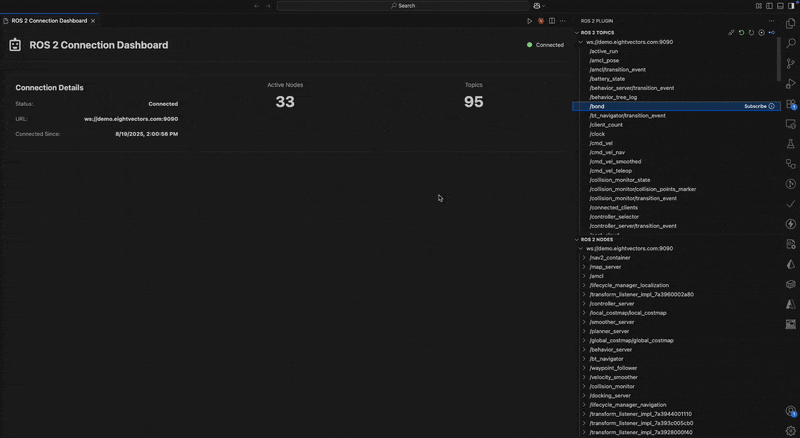 Search
ROS 2 Connection Dashboard
ROS 2 Connection Dashboard
Connected
Connection Details
Status: Connected
URL: ws://demo.eightvectors.com:9090
Connected Since: 8/19/2025, 2:00:56 PM
Active Nodes
33
Topics
95
ROS 2 PLUGIN
ROS 2 TOPICS
ws://demo.eightvectors.com:9090
/active_run
/amcl_pose
/amcl/transition_event
/battery_state
/behavior_server/transition_event
/behavior_tree_log
/bond Subscribe
/bt_navigator/transition_event
/client_count
/clock
/cmd_vel
/cmd_vel_nav
/cmd_vel_smoothed
/cmd_vel_teleop
/collision_monitor_state
/collision_monitor/collision_points_marker
/collision_monitor/transition_event
/connected_clients
/controller_selector
/controller_server/transition_event
ROS 2 NODES
ws://demo.eightvectors.com:9090
/nav2_container
/map_server
/amcl
/lifecycle_manager_localization
/transform_listener_impl_7a3960002a80
/controller_server
/local_costmap/local_costmap
/smoother_server
/planner_server
/global_costmap/global_costmap
/behavior_server
/bt_navigator
/waypoint_follower
/velocity_smoother
/collision_monitor
/docking_server
/lifecycle_manager_navigation
/transform_listener_impl_7a3944001110
/transform_listener_impl_7a393c005cb0
/transform_listener_impl_7a3928000f40